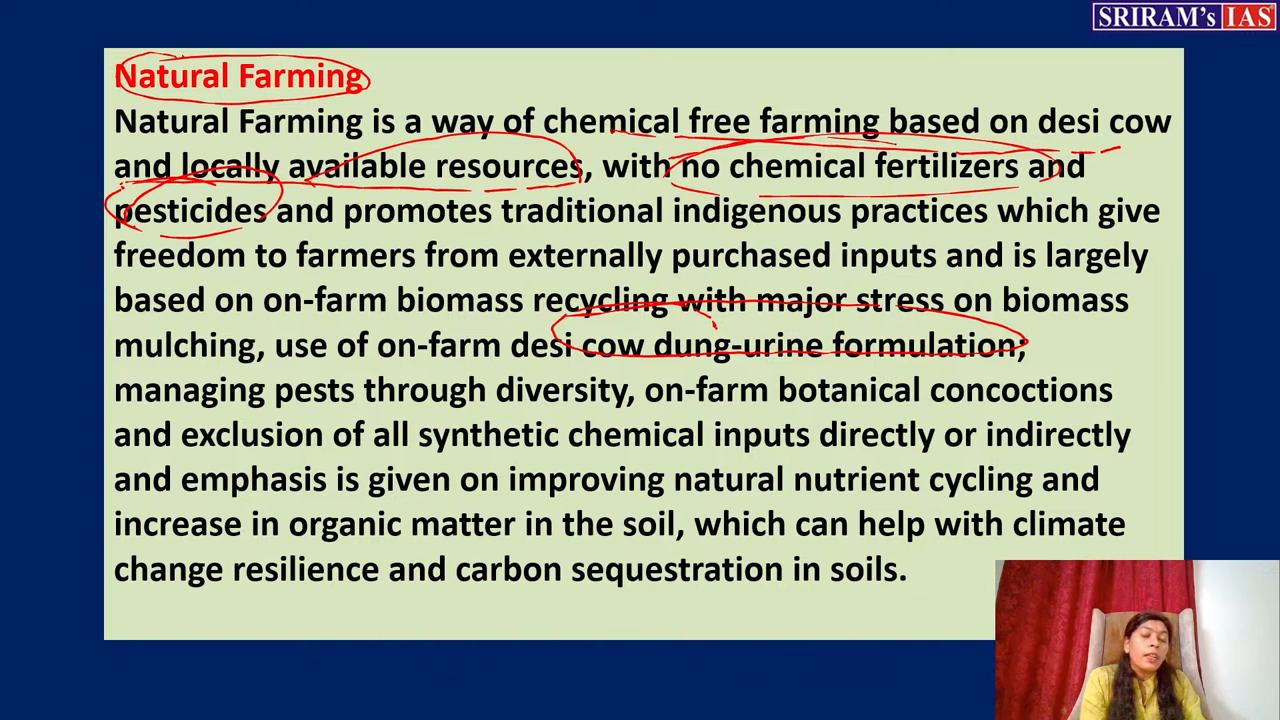 SRIRAM's IAS
Natural Farming
Natural Farming is a way of chemical free farming based on desi cow
and locally available resources, with no chemical fertilizers and
pesticides and promotes traditional indigenous practices which give
freedom to farmers from externally purchased inputs and is largely
based on on-farm biomass recycling with major stress on biomass
mulching, use of on-farm desi cow dung-urine formulation;
managing pests through diversity, on-farm botanical concoctions
and exclusion of all synthetic chemical inputs directly or indirectly
and emphasis is given on improving natural nutrient cycling and
increase in organic matter in the soil, which can help with climate
change resilience and carbon sequestration in soils.